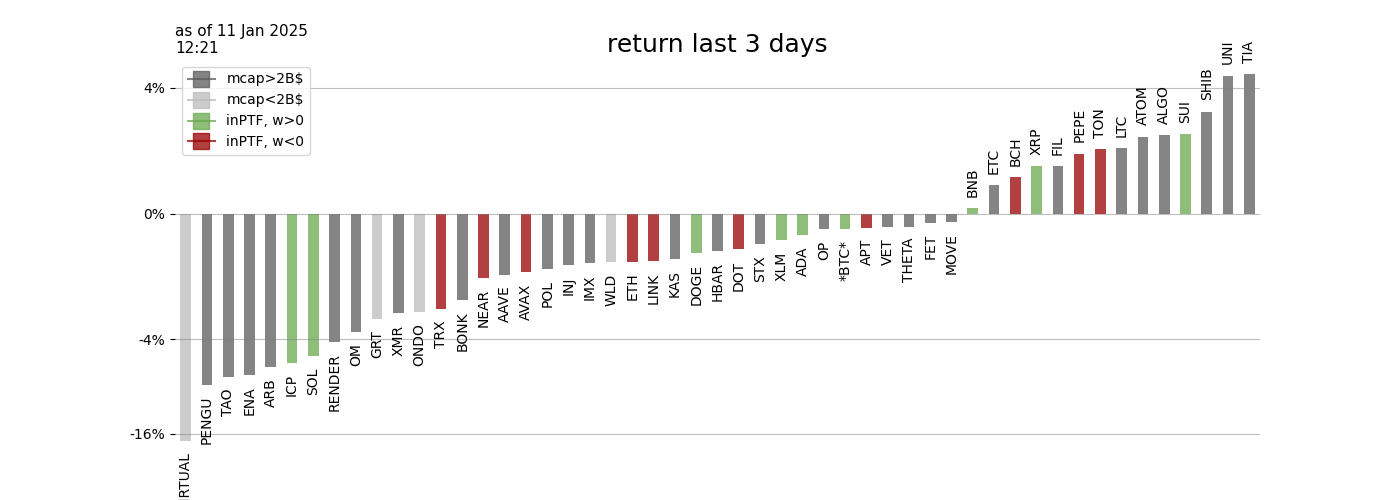 as of 11 Jan 2025
12:21
return last 3 days
mcap>2B$
mcap<2B$
inPTF, w>0
inPTF, w<0
4%
0%
-4%
-16%
RTUAL
PENGU
TAO
ENA
ARB
ICP
SOL
RENDER
OM
GRT
XMR
ONDO
TRX
BONK
NEAR
AAVE
AVAX
POL
INJ
IMX
WLD
ETH
LINK
KAS
DOGE
HBAR
DOT
STX
XLM
ADA
OP
*BTC*
APT
VET
THETA
FET
MOVE
BNB
ETC
BCH
XRP
FIL
PEPE
TON
LTC
ATOM
ALGO
SUI
SHIB
UNI
TIA